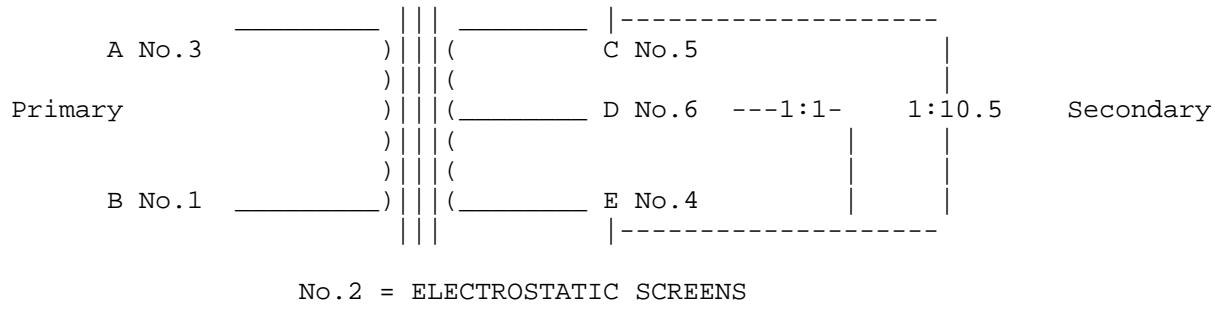 A No.3 C No.5
Primary D No.6 ---1:1- 1:10.5 Secondary
B No.1 E No.4
No.2 = ELECTROSTATIC SCREENS